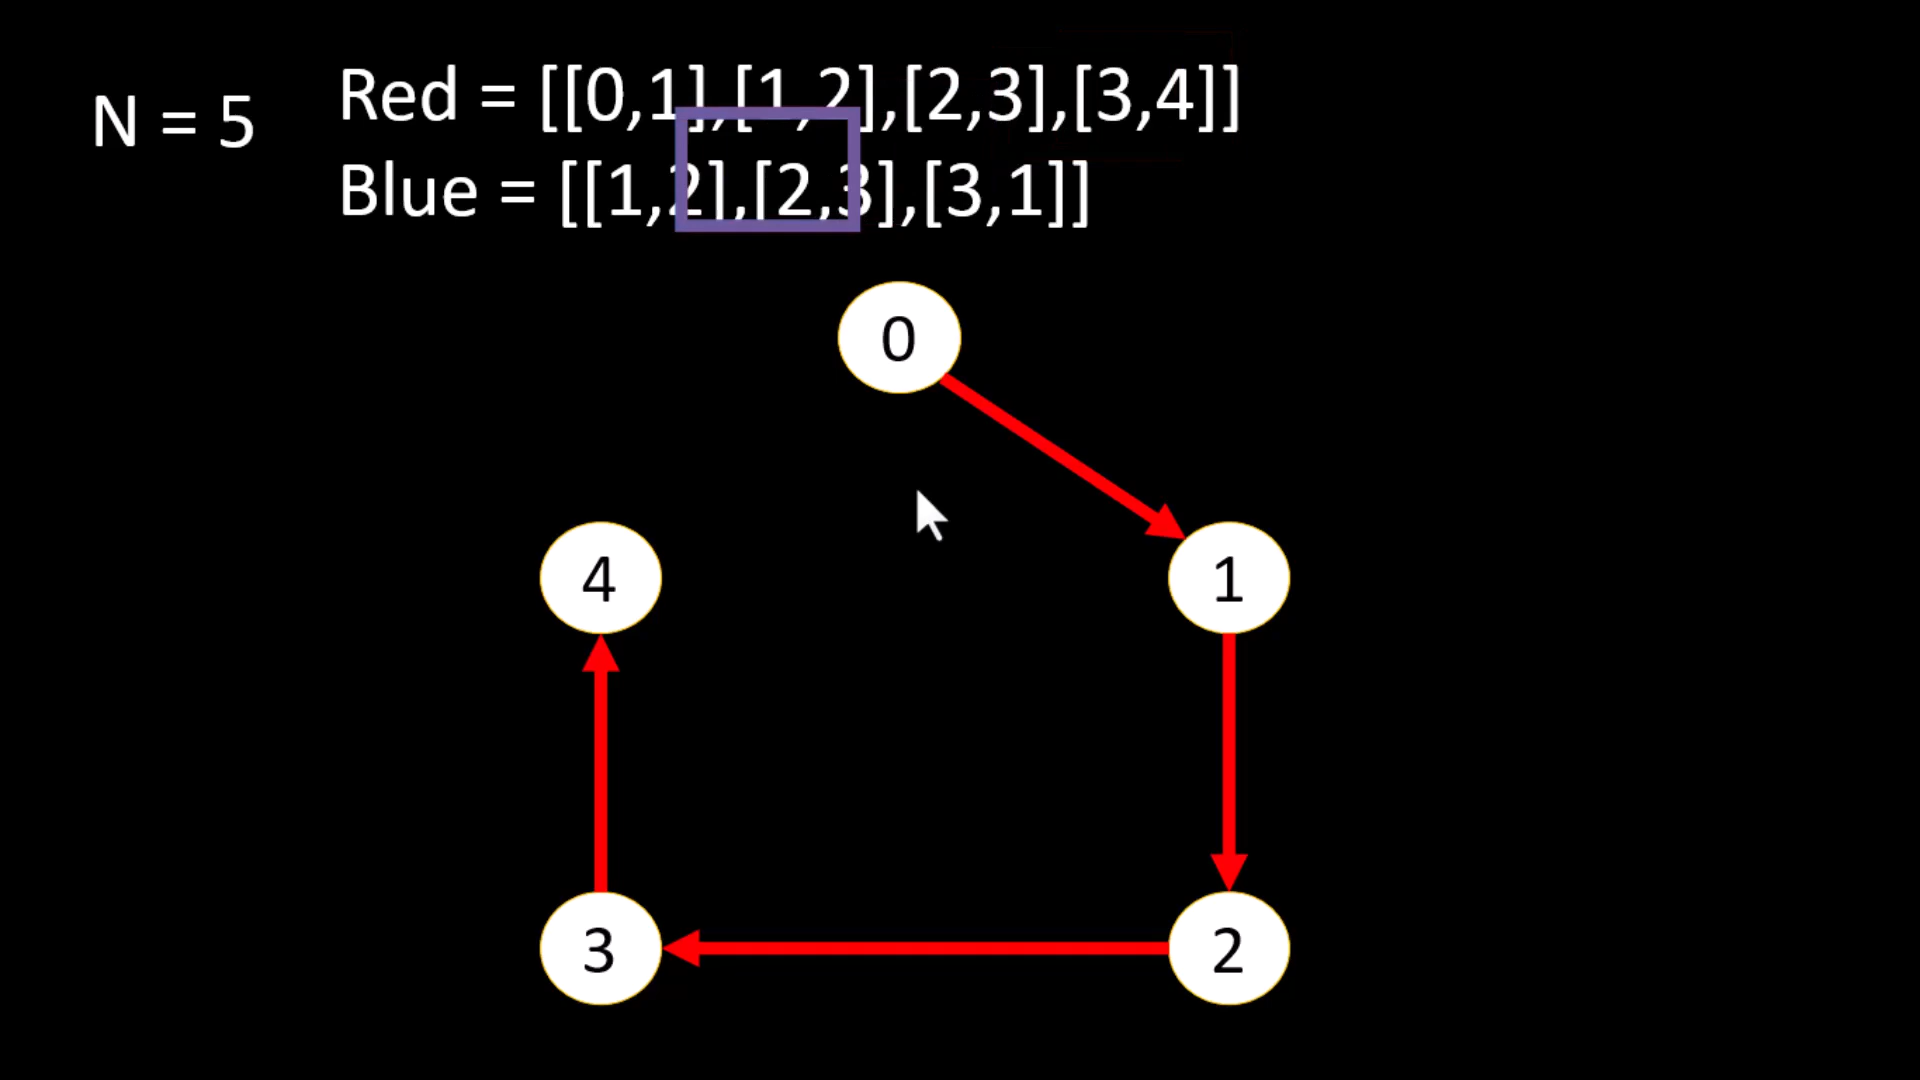 N = 5
Red = [[0,1],[1,2],[2,3],[3,4]]
Blue = [[1,2],[2,3],[3,1]]
0
4
1
3
2